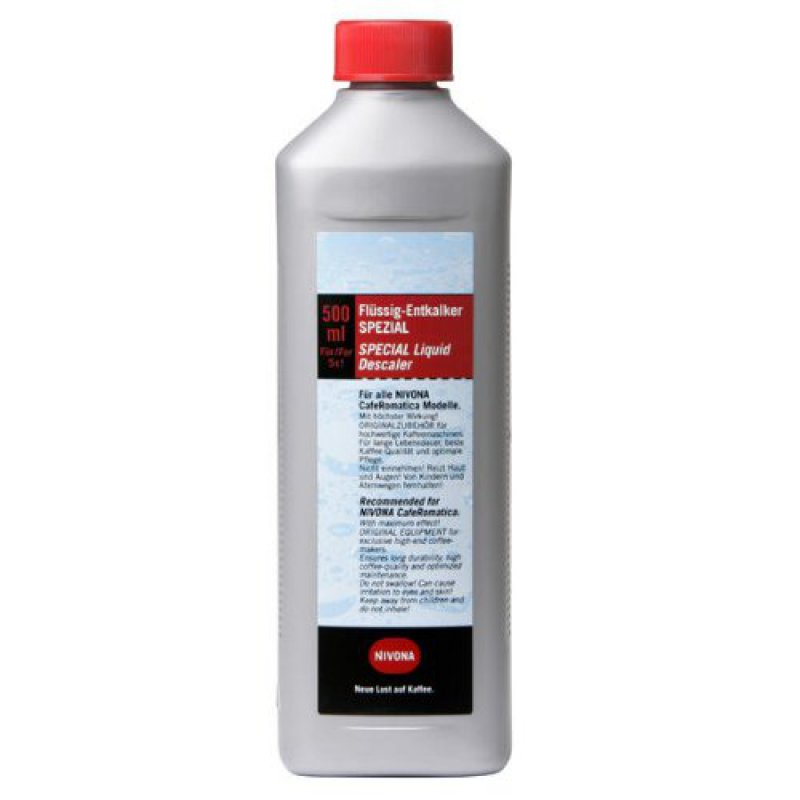 500
ml
Für/For
5x!
Flüssig-Entkalker
SPEZIAL
SPECIAL Liquid
Descaler
Für alle NIVONA
CafeRomatica Modelle.
Mit höchster Wirkung!
ORIGINALZUBEHÖR für
hochwertige Kaffeemaschinen.
Für lange Lebensdauer, beste
Kaffee-Qualität und optimale
Pflege.
Nicht einnehmen! Reizt Haut
und Augen! Von Kindern und
Atemwegen fernhalten!
Recommended for
NIVONA CafeRomatica.
With maximum effect!
ORIGINAL EQUIPMENT for
exclusive high-end coffee-
makers.
Ensures long durability, high
coffee-quality and optimized
maintenance.
Do not swallow! Can cause
irritation to eyes and skin!
Keep away from children and
do not inhale!
NIVONA
Neue Lust auf Kaffee.